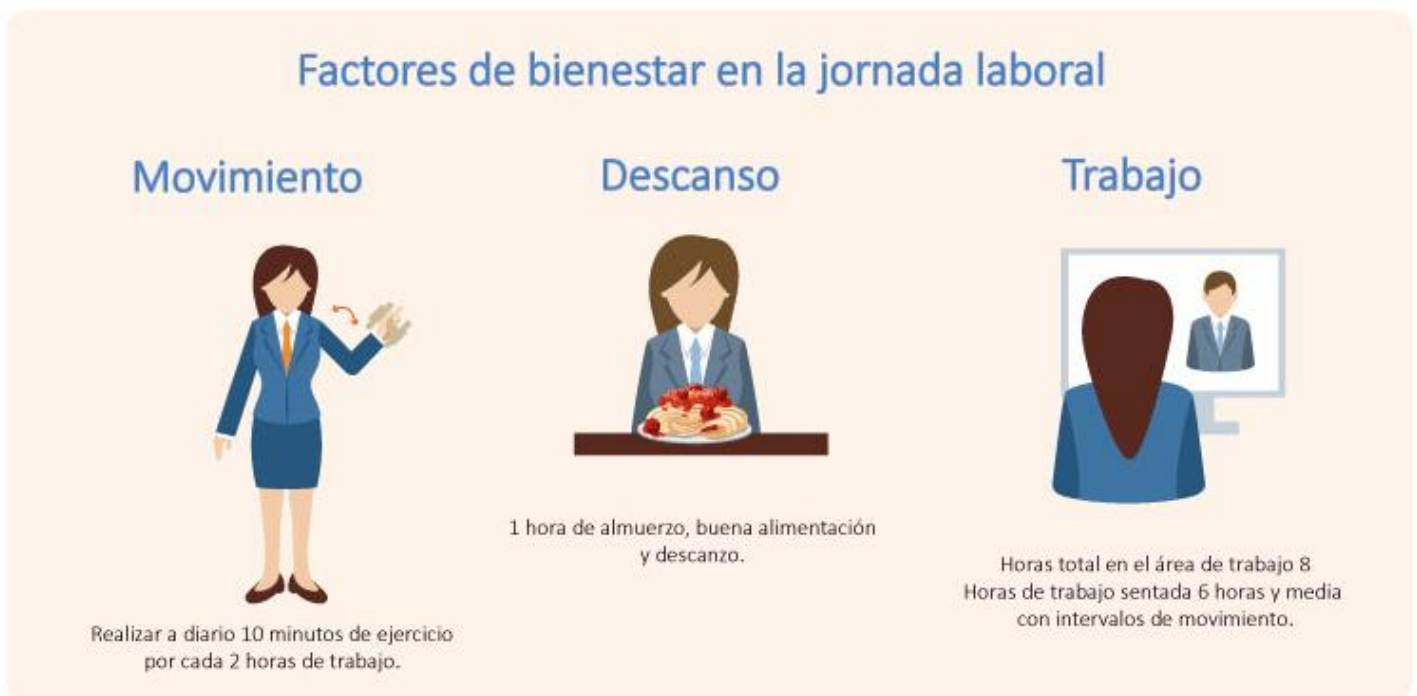 Factores de bienestar en la jornada laboral
Movimiento
Descanso
Trabajo
Realizar a diario 10 minutos de ejercicio
por cada 2 horas de trabajo.
1 hora de almuerzo, buena alimentación
y descanzo.
Horas total en el área de trabajo 8
Horas de trabajo sentada 6 horas y media
con intervalos de movimiento.